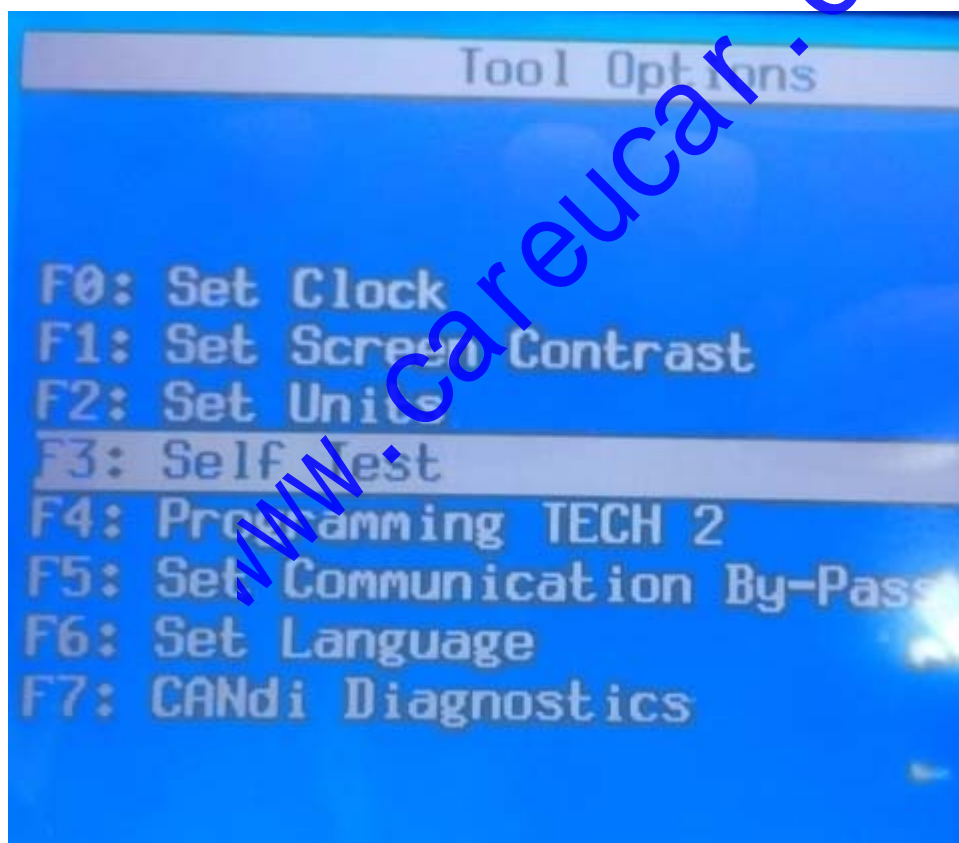 Tool Options
F0: Set Clock
F1: Set Screen Contrast
F2: Set Units
F3: Self Test
F4: Programming TECH 2
F5: Set Communication By-Pass
F6: Set Language
F7: CANdi Diagnostics
www.careucar.